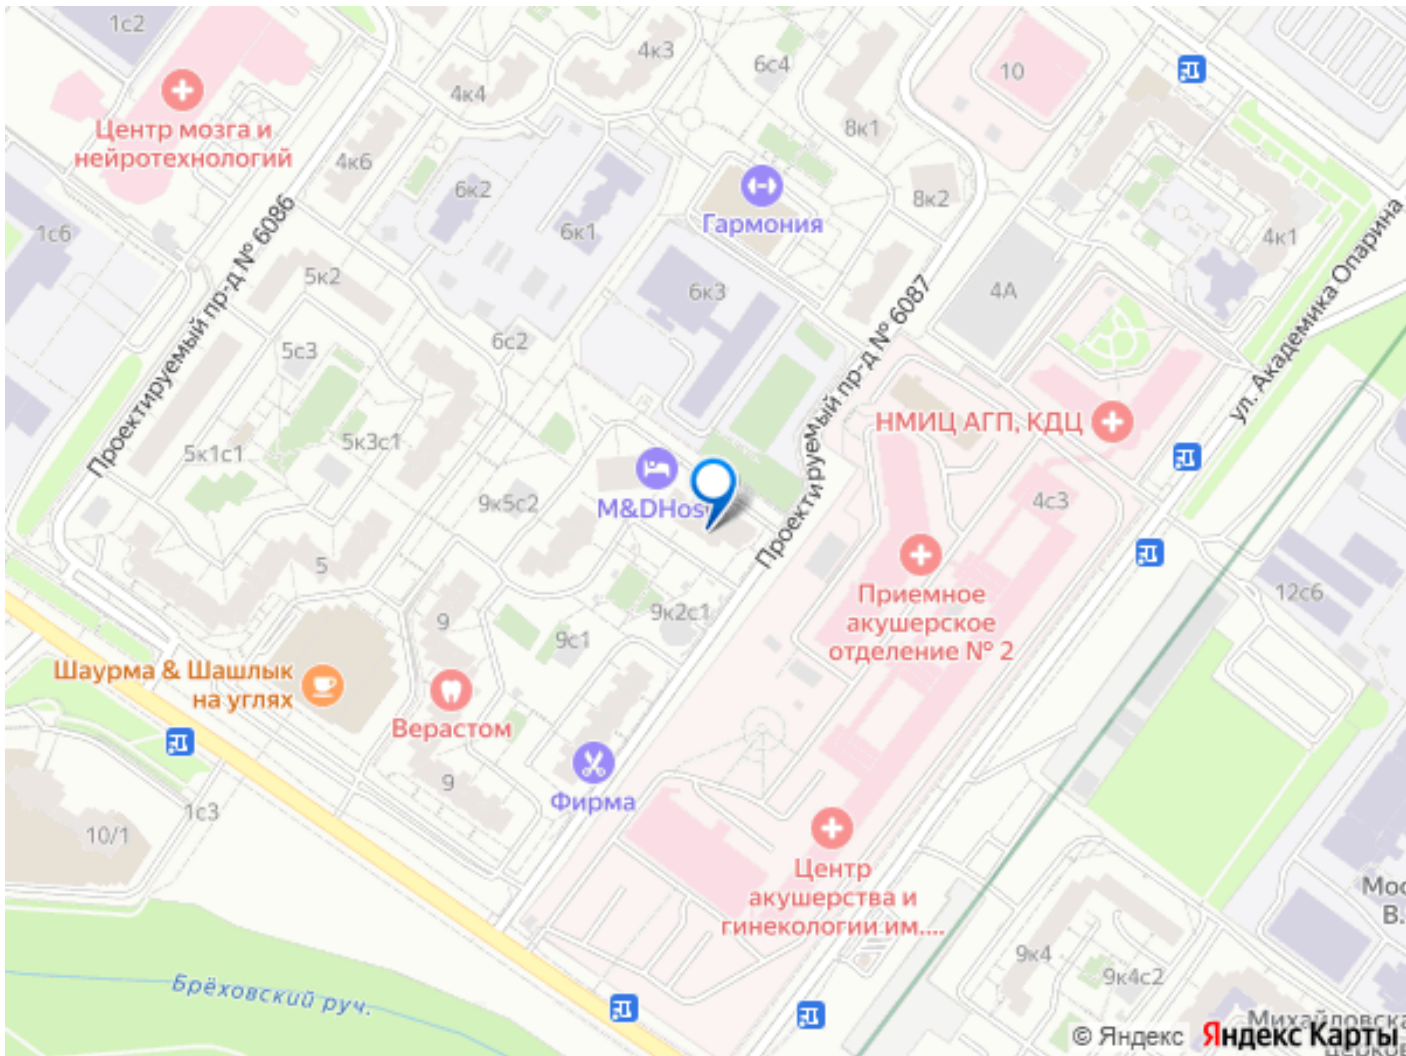 1с2
4к3
6с4
10
4к4
Центр мозга и
нейротехнологий
8к1
4к6
6к2
Гармония
8к2
1с6
6к1
4к1
Проектируемый пр-д № 6086
5к2
6к3
4А
ул. Академика Опарина
Проектируемый пр-д № 6087
6с2
5с3
НМИЦ АГП, КДЦ
5к3с1
5к1с1
9к5с2
M&DHos
4с3
5
Приемное
акушерское
отделение № 2
12с6
9к2с1
9
9с1
Шаурма & Шашлык
на углях
Верастом
9
Фирма
1с3
10/1
Центр
акушерства и
гинекологии им....
Мос
В.
9к4
9к4с2
Брёховский руч.
Михайловска
© Яндекс Яндекс Карты